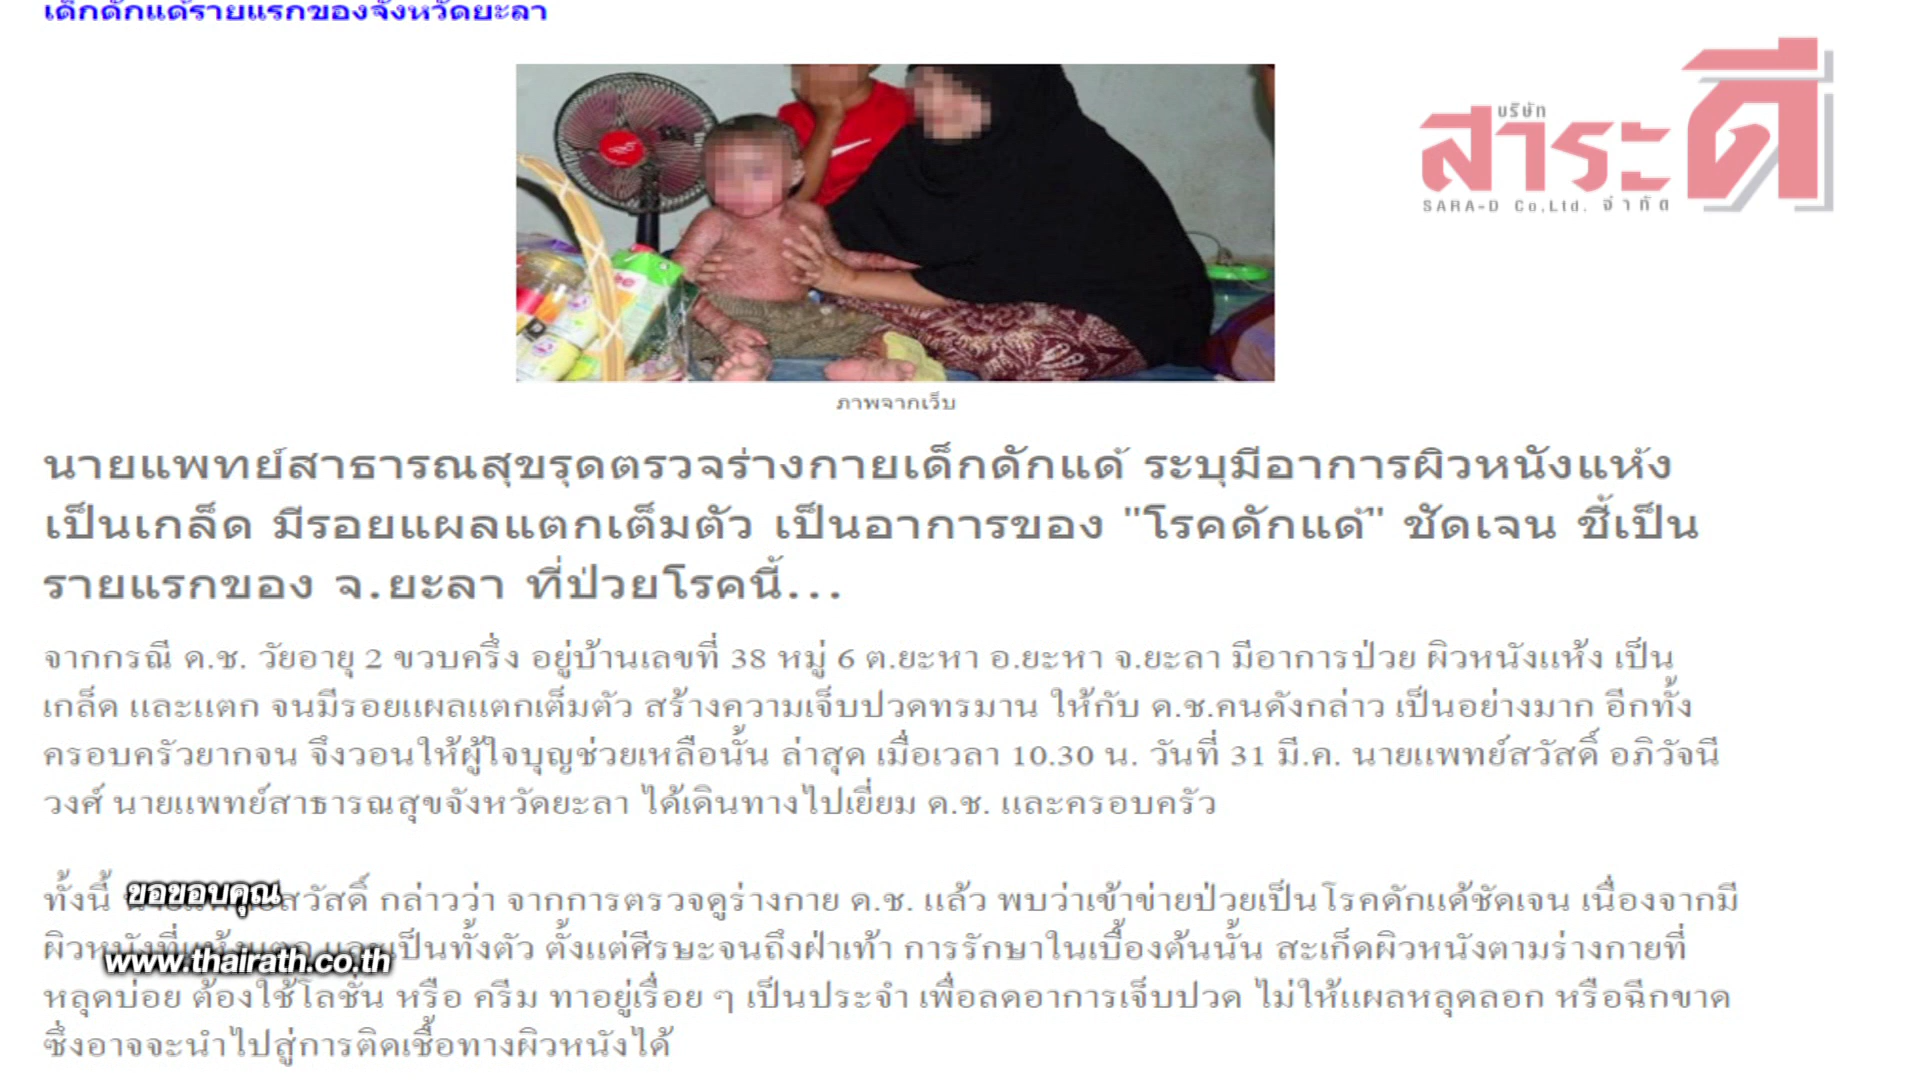 เด็กดักแด้รายแรกของจังหวัดยะลา
บริษัท
สาระดี
SARA-D Co.,Ltd. จำกัด
ภาพจากเว็บ
นายแพทย์สาธารณสุขรุดตรวจร่างกายเด็กดักแด้ ระบุมีอาการผิวหนังแห้ง
เป็นเกล็ด มีรอยแผลแตกเต็มตัว เป็นอาการของ "โรคดักแด้" ชัดเจน ชี้เป็น
รายแรกของ จ.ยะลา ที่ป่วยโรคนี้...
จากกรณี ด.ช. วัยอายุ 2 ขวบครึ่ง อยู่บ้านเลขที่ 38 หมู่ 6 ต.ยะหา อ.ยะหา จ.ยะลา มีอาการป่วย ผิวหนังแห้ง เป็น
เกล็ด และแตก จนมีรอยแผลแตกเต็มตัว สร้างความเจ็บปวดทรมาน ให้กับ ด.ช.คนดังกล่าว เป็นอย่างมาก อีกทั้ง
ครอบครัวยากจน จึงวอนให้ผู้ใจบุญช่วยเหลือนั้น ล่าสุด เมื่อเวลา 10.30 น. วันที่ 31 มี.ค. นายแพทย์สวัสดิ์ อภิวัจนี
วงศ์ นายแพทย์สาธารณสุขจังหวัดยะลา ได้เดินทางไปเยี่ยม ด.ช. และครอบครัว
ทั้งนี้ สวัสดิ์ กล่าวว่า จากการตรวจดูร่างกาย ด.ช. แล้ว พบว่าเข้าข่ายป่วยเป็นโรคดักแด้ชัดเจน เนื่องจากมี
ขอขอบคุณ
ผิวหนังที่แห้งแตก และเป็นทั้งตัว ตั้งแต่ศีรษะจนถึงฝ่าเท้า การรักษาในเบื้องต้นนั้น สะเก็ดผิวหนังตามร่างกายที่
www.thairath.co.th
หลุดบ่อย ต้องใช้โลชั่น หรือ ครีม ทาอยู่เรื่อย ๆ เป็นประจำ เพื่อลดอาการเจ็บปวด ไม่ให้แผลหลุดลอก หรือฉีกขาด
ซึ่งอาจจะนำไปสู่การติดเชื้อทางผิวหนังได้